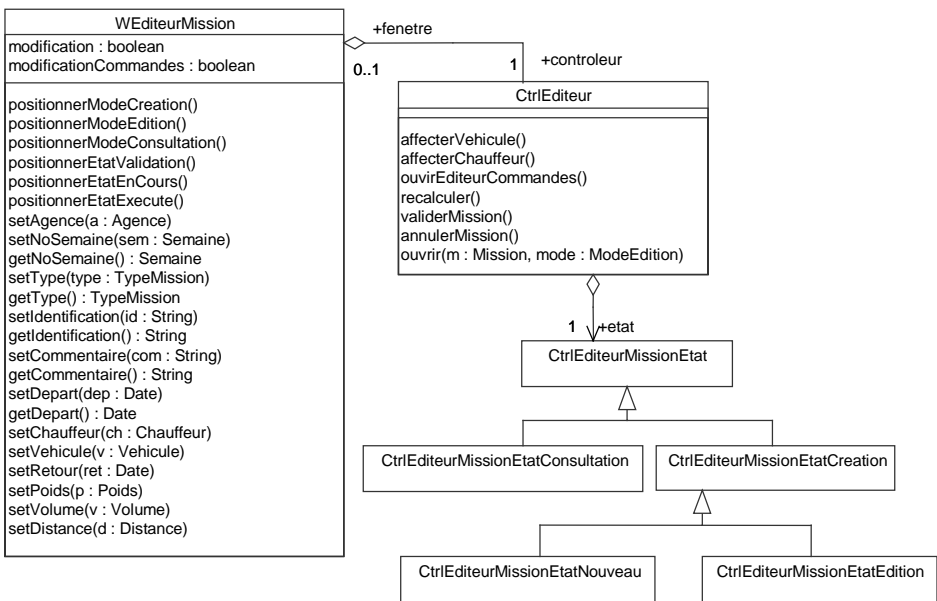 WEditeurMission
modification : boolean
modificationCommandes : boolean
positionnerModeCreation()
positionnerModeEdition()
positionnerModeConsultation()
positionnerEtatValidation()
positionnerEtatEnCours()
positionnerEtatExecute()
setAgence(a : Agence)
setNoSemaine(sem : Semaine)
getNoSemaine() : Semaine
setType(type : TypeMission)
getType() : TypeMission
setIdentification(id : String)
getIdentification() : String
setCommentaire(com : String)
getCommentaire() : String
setDepart(dep : Date)
getDepart() : Date
setChauffeur(ch : Chauffeur)
setVehicule(v : Vehicule)
setRetour(ret : Date)
setPoids(p : Poids)
setVolume(v : Volume)
setDistance(d : Distance)
+fenetre
0..1
1
+controleur
CtrlEditeur
affecterVehicule()
affecterChauffeur()
ouvirEditeurCommandes()
recalculer()
validerMission()
annulerMission()
ouvrir(m : Mission, mode : ModeEdition)
1
+etat
CtrlEditeurMissionEtat
CtrlEditeurMissionEtatConsultation
CtrlEditeurMissionEtatCreation
CtrlEditeurMissionEtatNouveau
CtrlEditeurMissionEtatEdition